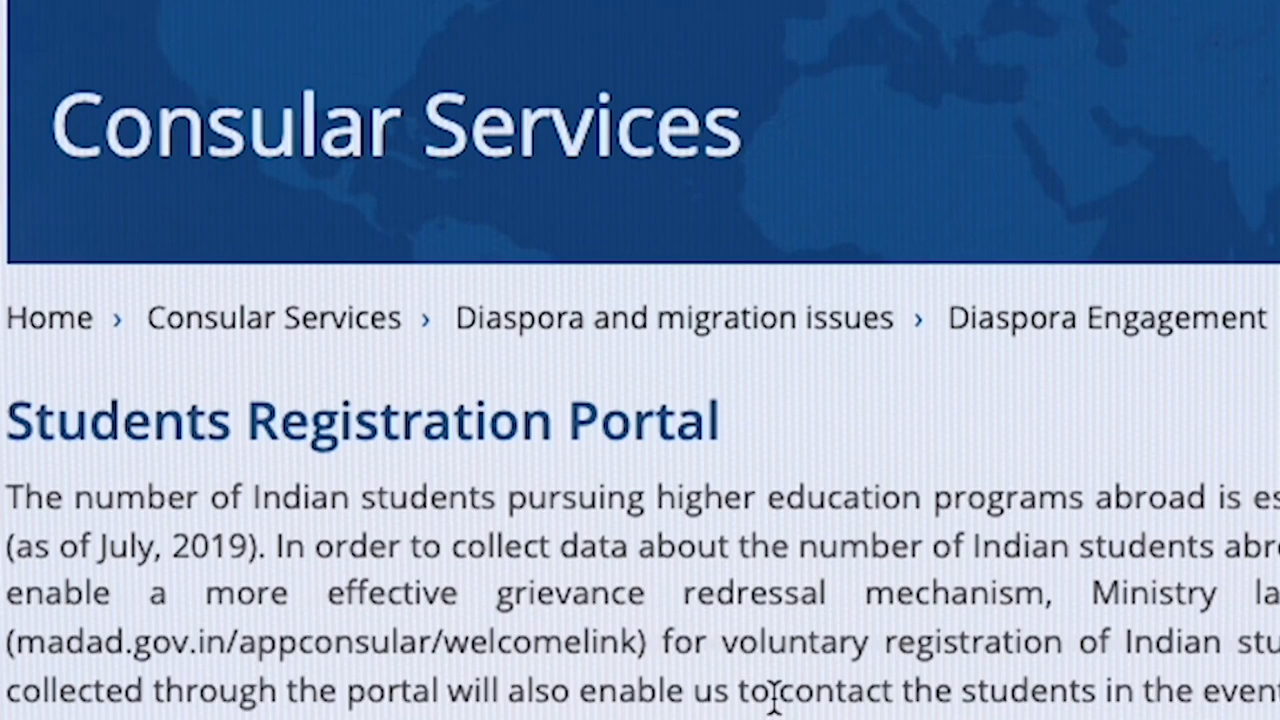 Consular Services
Home › Consular Services › Diaspora and migration issues › Diaspora Engagement
Students Registration Portal
The number of Indian students pursuing higher education programs abroad is
(as of July, 2019). In order to collect data about the number of Indian students
enable a more effective grievance redressal mechanism, Ministry
(madad.gov.in/appconsular/welcomelink) for voluntary registration of Indian
collected through the portal will also enable us to contact the students in the event